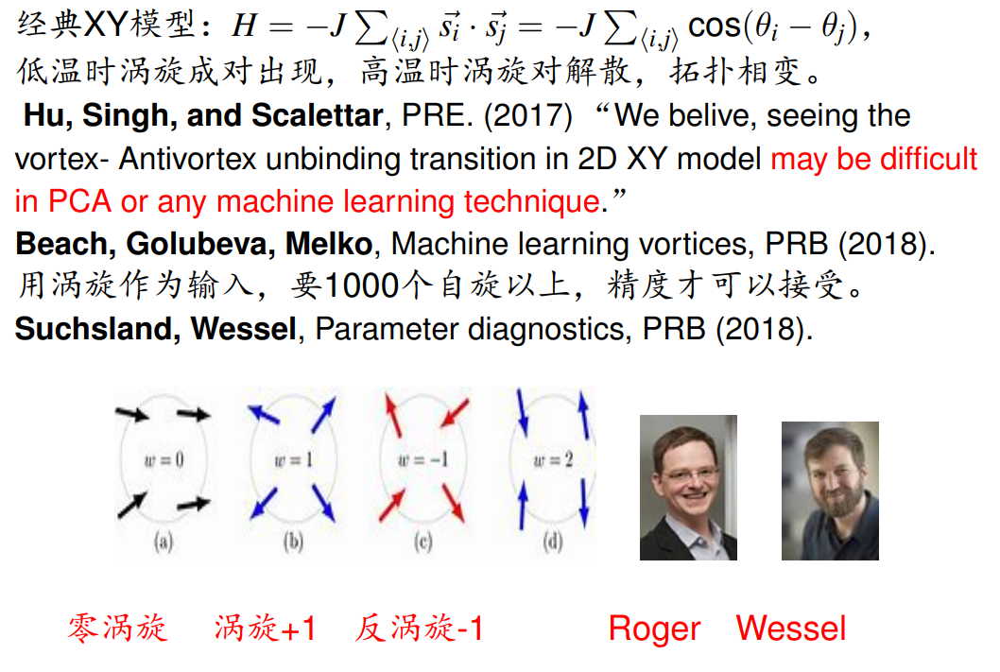 经典XY模型：$H = -J \sum_{\langle i,j \rangle} \vec{s_i} \cdot \vec{s_j} = -J \sum_{\langle i,j \rangle} \cos(\theta_i - \theta_j)$，
低温时涡旋成对出现，高温时涡旋对解散，拓扑相变。
Hu, Singh, and Scalettar, PRE. (2017) “We belive, seeing the
vortex- Antivortex unbinding transition in 2D XY model may be difficult
in PCA or any machine learning technique.”
Beach, Golubeva, Melko, Machine learning vortices, PRB (2018).
用涡旋作为输入，要1000个自旋以上，精度才可以接受。
Suchsland, Wessel, Parameter diagnostics, PRB (2018).
w = 0 w = 1 w = −1 w = 2
(a) (b) (c) (d)
零涡旋 涡旋+1 反涡旋-1 Roger Wessel